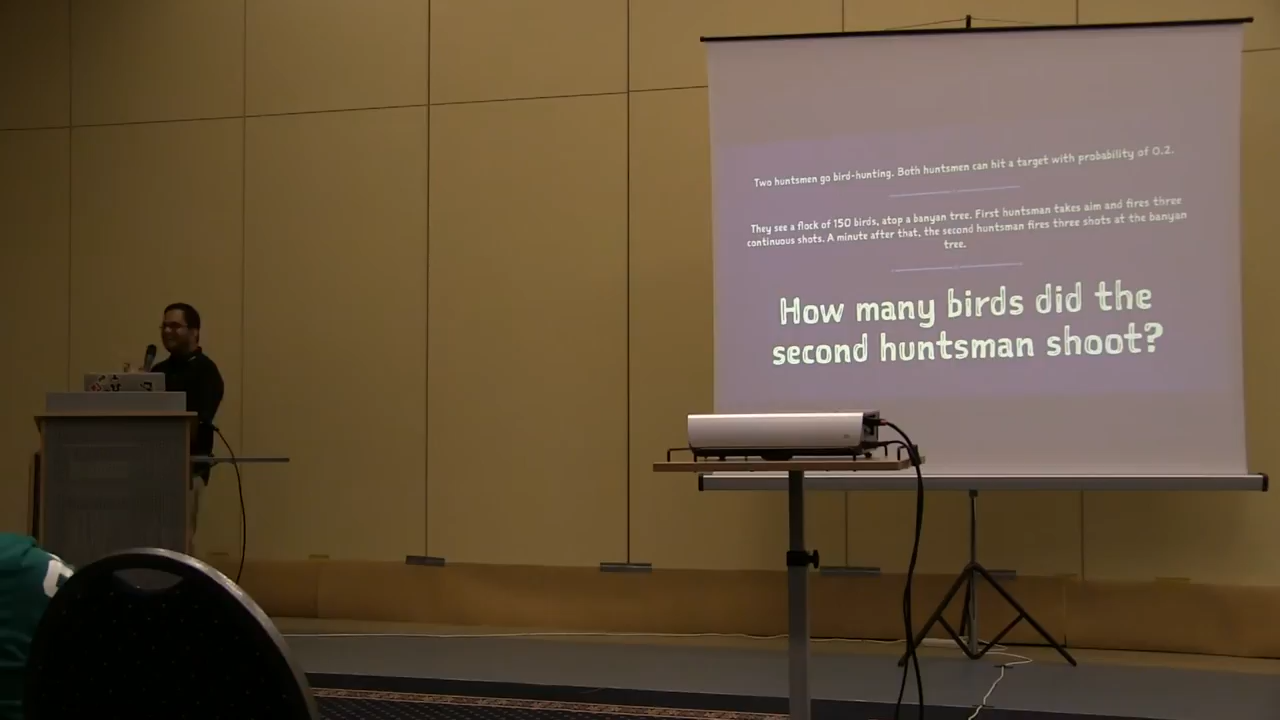 Two huntsmen go bird-hunting. Both huntsmen can hit a target with probability of 0.2.
They see a flock of 150 birds, atop a banyan tree. First huntsman takes aim and fires three
continuous shots. A minute after that, the second huntsman fires three shots at the banyan
tree.
How many birds did the
second huntsman shoot?